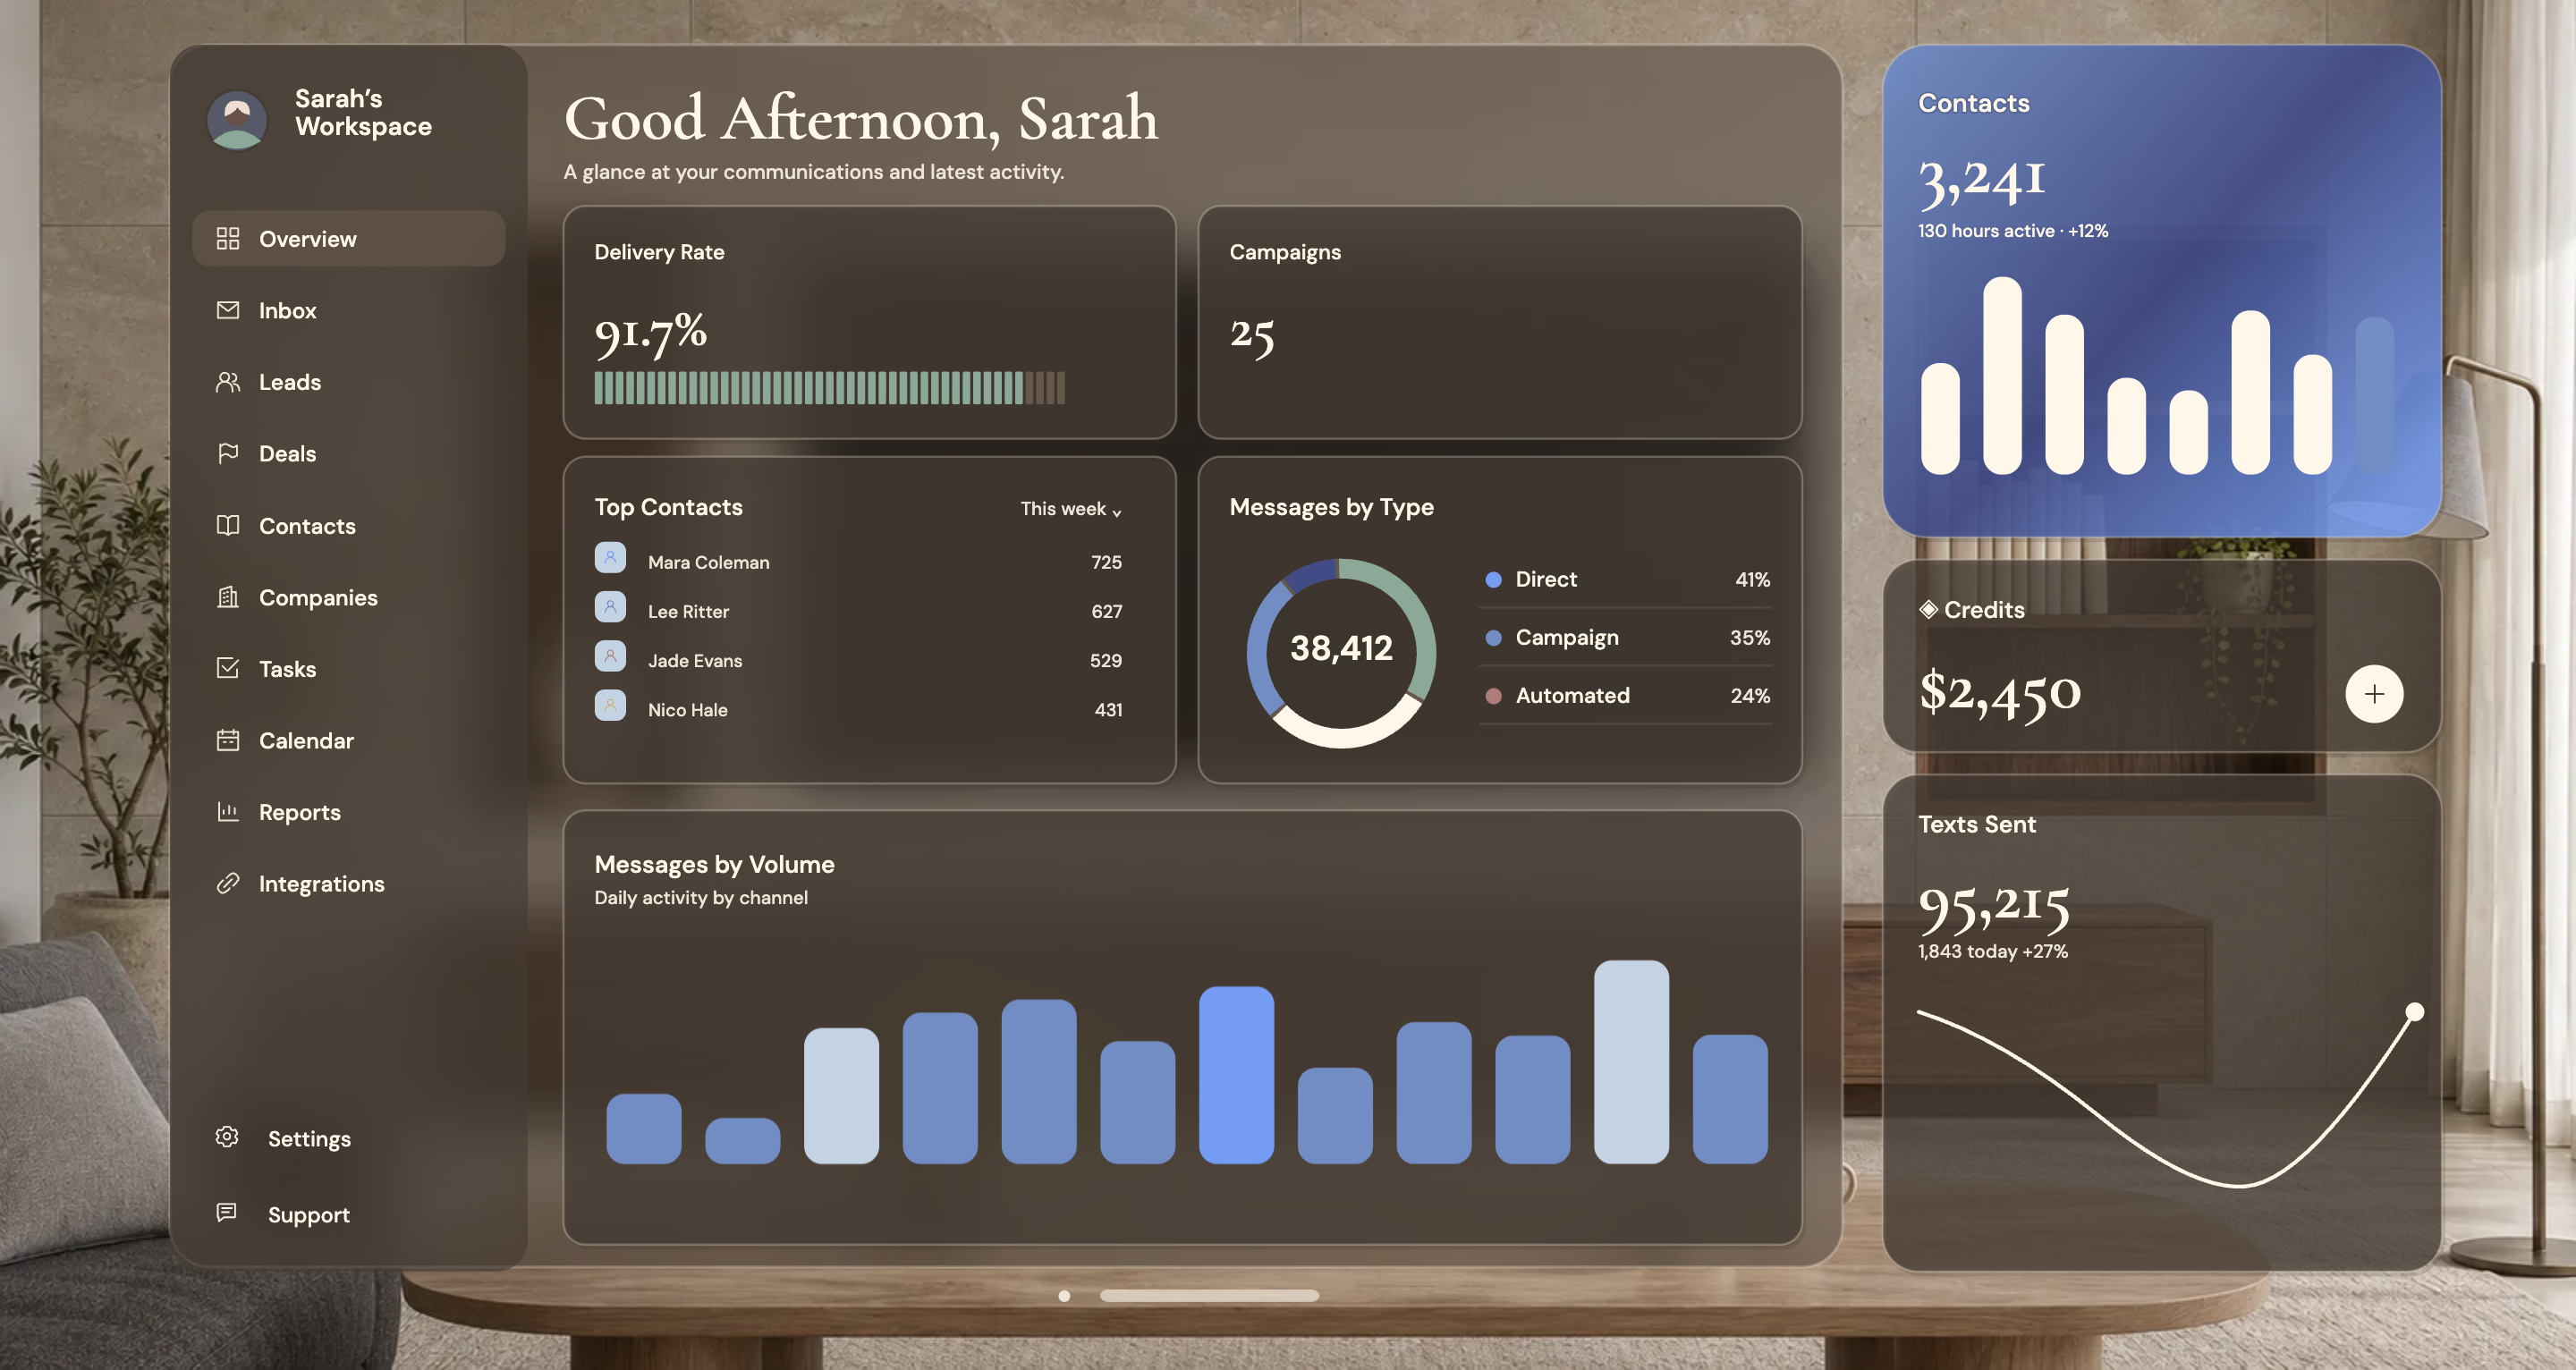 Sarah’s
Workspace
Overview
Inbox
Leads
Deals
Contacts
Companies
Tasks
Calendar
Reports
Integrations
Settings
Support
Good Afternoon, Sarah
A glance at your communications and latest activity.
Delivery Rate
91.7%
Campaigns
25
Top Contacts
This week
Mara Coleman 725
Lee Ritter 627
Jade Evans 529
Nico Hale 431
Messages by Type
38,412
Direct 41%
Campaign 35%
Automated 24%
Messages by Volume
Daily activity by channel
Contacts
3,241
130 hours active · +12%
Credits
$2,450
Texts Sent
95,215
1,843 today +27%